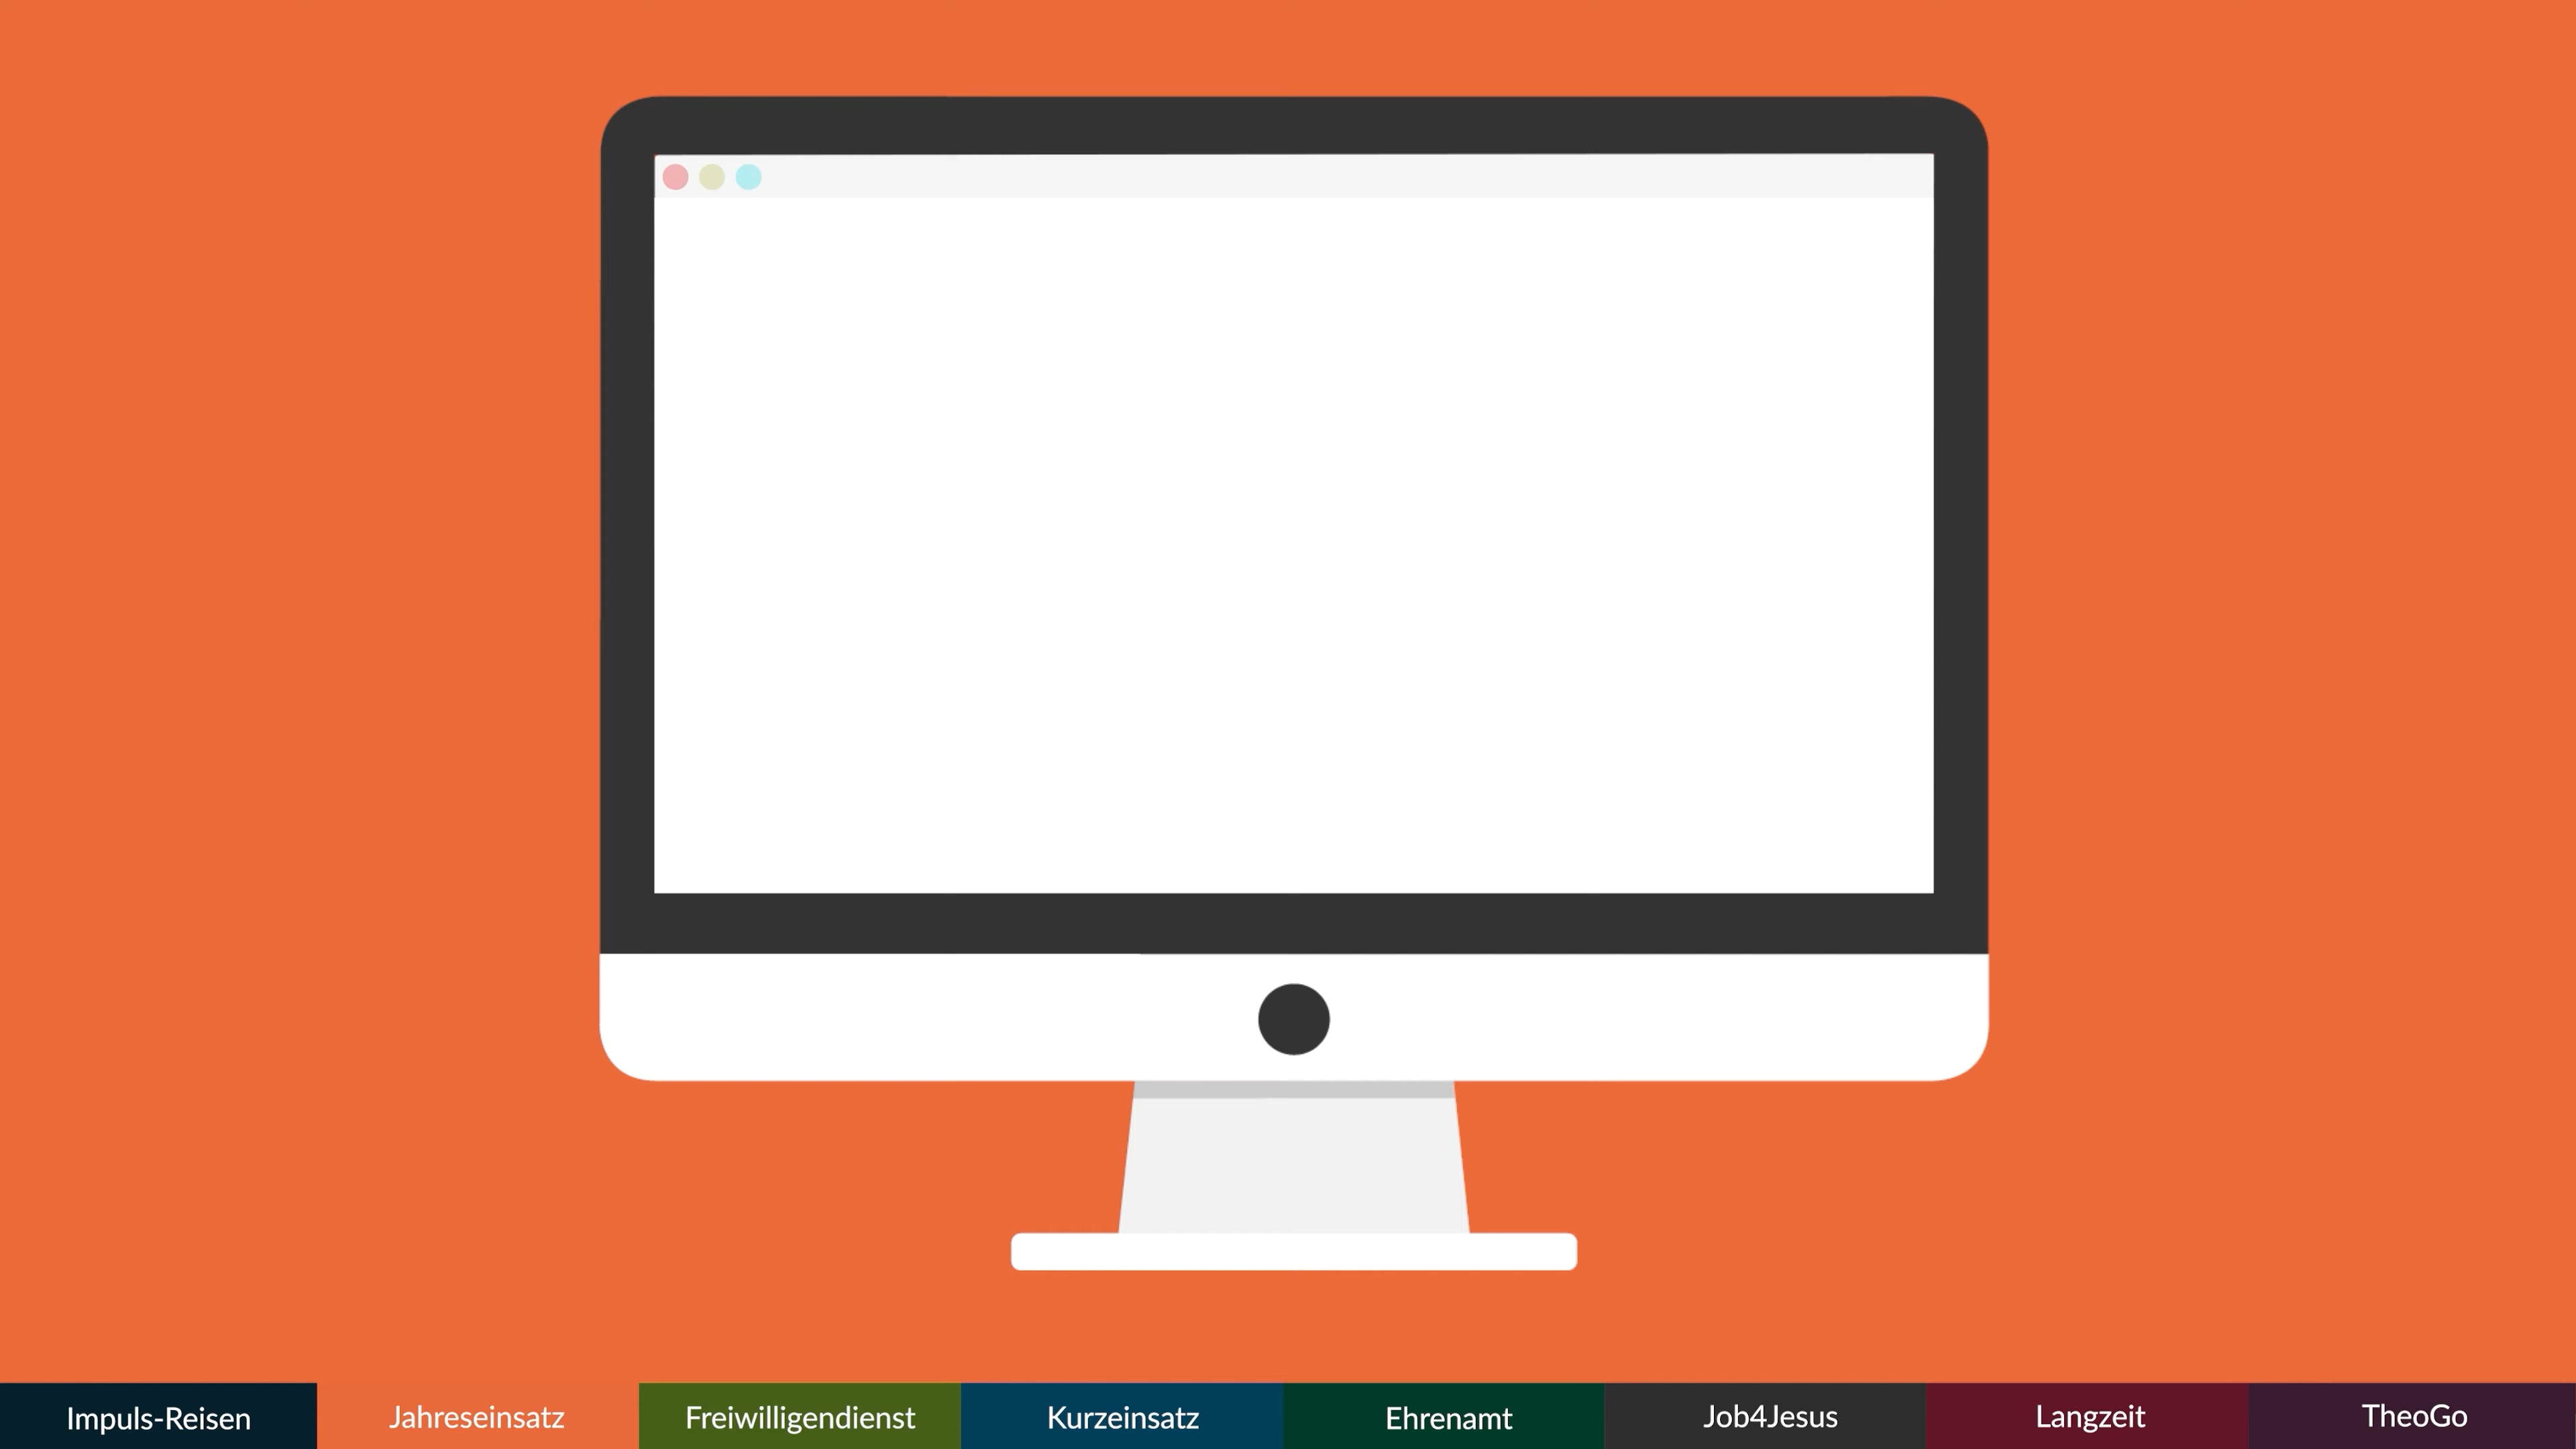 Impuls-Reisen
Jahreseinsatz
Freiwilligendienst
Kurzeinsatz
Ehrenamt
Job4Jesus
Langzeit
TheoGo